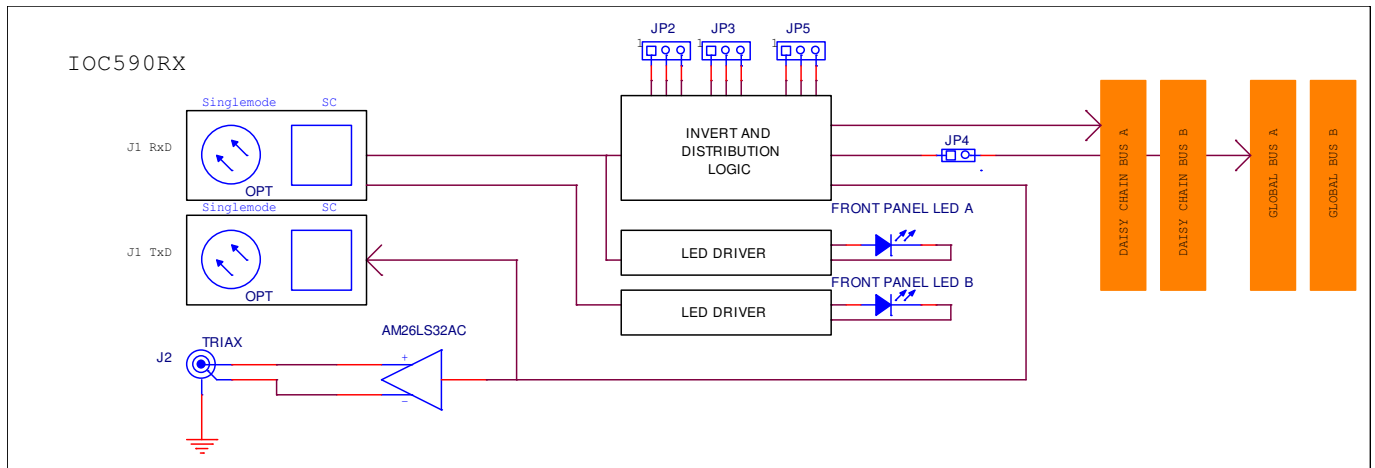 IOC590RX
JP2
JP3
JP5
1
1
1
Singlemode
SC
J1 RxD
OPT
INVERT AND
DISTRIBUTION
LOGIC
JP4
DAISY CHAIN BUS A
DAISY CHAIN BUS B
GLOBAL BUS A
GLOBAL BUS B
Singlemode
SC
J1 TxD
OPT
FRONT PANEL LED A
LED DRIVER
FRONT PANEL LED B
LED DRIVER
AM26LS32AC
TRIAX
J2
+
-